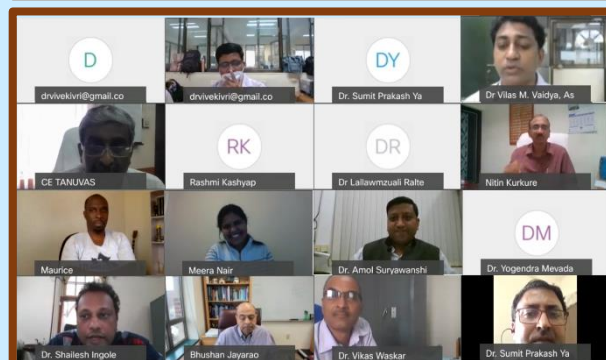 D
drvivekivri@gmail.co
drvivekivri@gmail.co
DY
Dr. Sumit Prakash Ya
Dr Vilas M. Vaidya, As
CE TANUVAS
RK
Rashmi Kashyap
DR
Dr Lallawmzuali Ralte
Nitin Kurkure
Maurice
Meera Nair
Dr. Amol Suryawanshi
DM
Dr. Yogendra Mevada
Dr. Shailesh Ingole
Bhushan Jayarao
Dr. Vikas Waskar
Dr. Sumit Prakash Ya